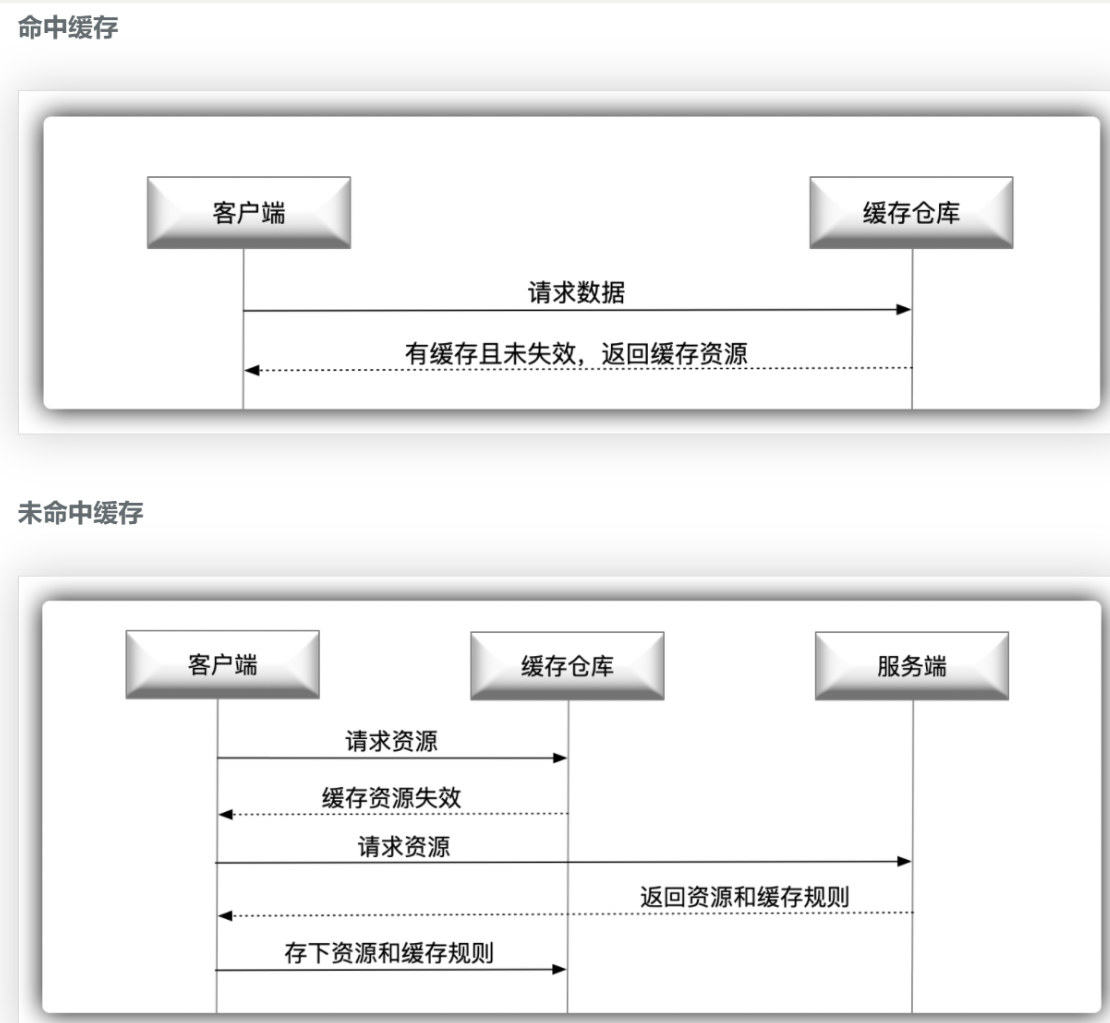 命中缓存
客户端
缓存仓库
请求数据
有缓存且未失效，返回缓存资源
未命中缓存
客户端
缓存仓库
服务端
请求资源
缓存资源失效
请求资源
返回资源和缓存规则
存下资源和缓存规则